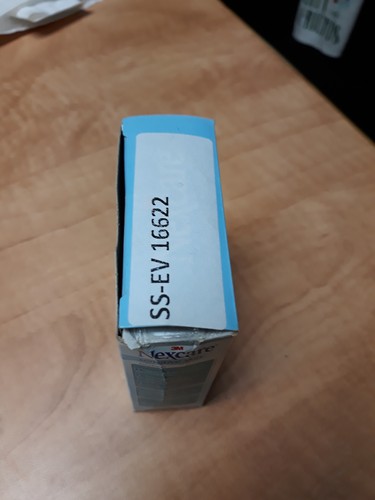 SS-EV 16622
3M
Nexcare